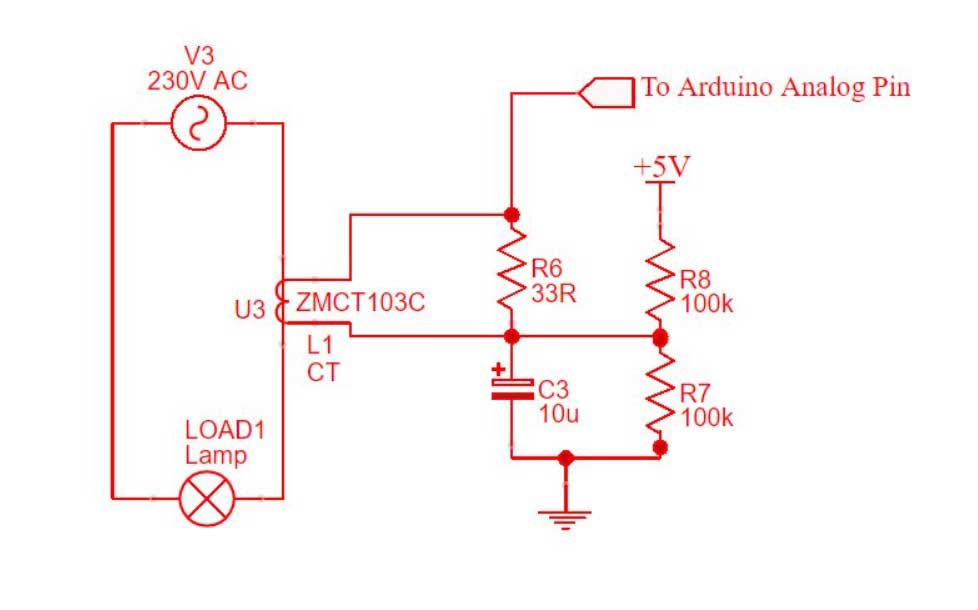 V3
230V AC
To Arduino Analog Pin
+5V
R6
33R
R8
100k
U3
ZMCT103C
L1
CT
+
C3
10u
R7
100k
LOAD1
Lamp